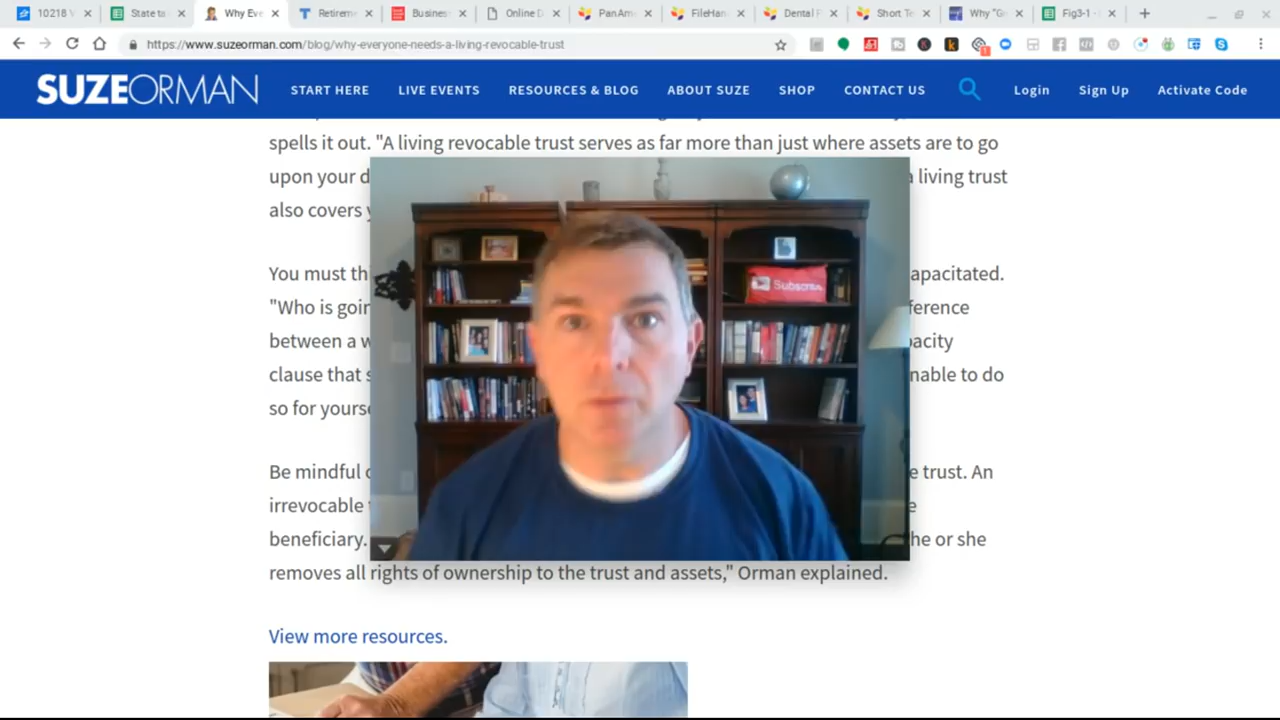 10218 V
State ta
Why Eve
Retirem
Busines
Online D
PanAm
FileHan
Dental P
Short Te
Why "G
Fig3-1 -
https://www.suzeorman.com/blog/why-everyone-needs-a-living-revocable-trust
SUZEORMAN
START HERE
LIVE EVENTS
RESOURCES & BLOG
ABOUT SUZE
SHOP
CONTACT US
Login
Sign Up
Activate Code
spells it out. "A living revocable trust serves as far more than just where assets are to go
upon your d a living trust
also covers y
You must th apacitated.
"Who is goin ference
between a w pacity
clause that s nable to do
so for yourse
Subscribe
Be mindful o e trust. An
irrevocable t e
beneficiary. he or she
removes all rights of ownership to the trust and assets," Orman explained.
View more resources.